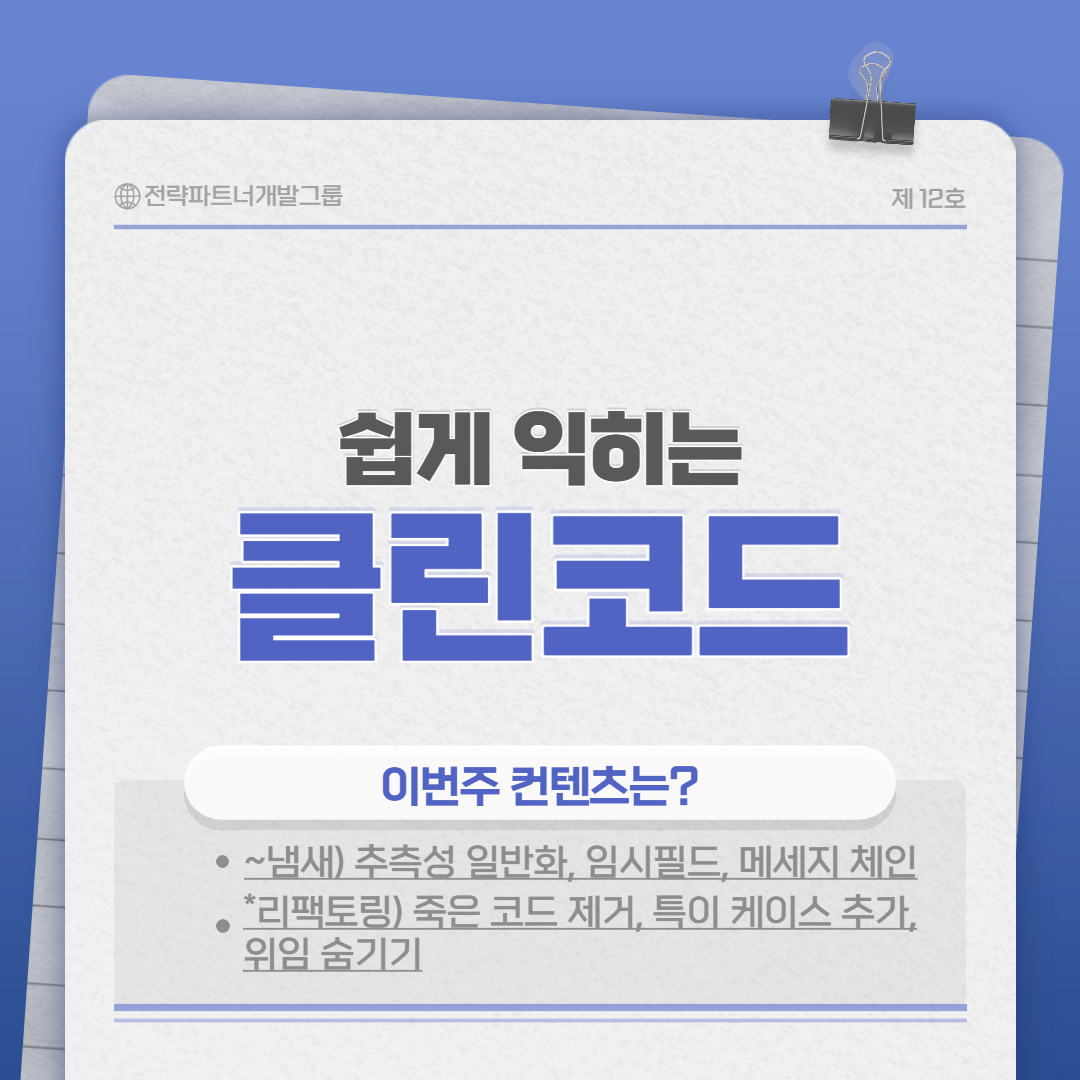 전략파트너개발그룹
제 12호
쉽게 익히는
클린코드
이번주 컨텐츠는?
~냄새) 추측성 일반화, 임시필드, 메세지 체인
*리팩토링) 죽은 코드 제거, 특이 케이스 추가,
위임 숨기기